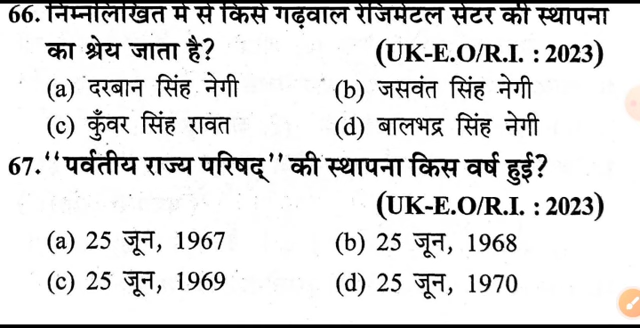 66. निम्नलिखित में से किसे गढ़वाल रेजिमेंटल सेंटर की स्थापना
का श्रेय जाता है? (UK-E.O/R.I. : 2023)
(a) दरबान सिंह नेगी (b) जसवंत सिंह नेगी
(c) कुँवर सिंह रावत (d) बालभद्र सिंह नेगी
67. ‘‘पर्वतीय राज्य परिषद्’’ की स्थापना किस वर्ष हुई?
(UK-E.O/R.I. : 2023)
(a) 25 जून, 1967 (b) 25 जून, 1968
(c) 25 जून, 1969 (d) 25 जून, 1970